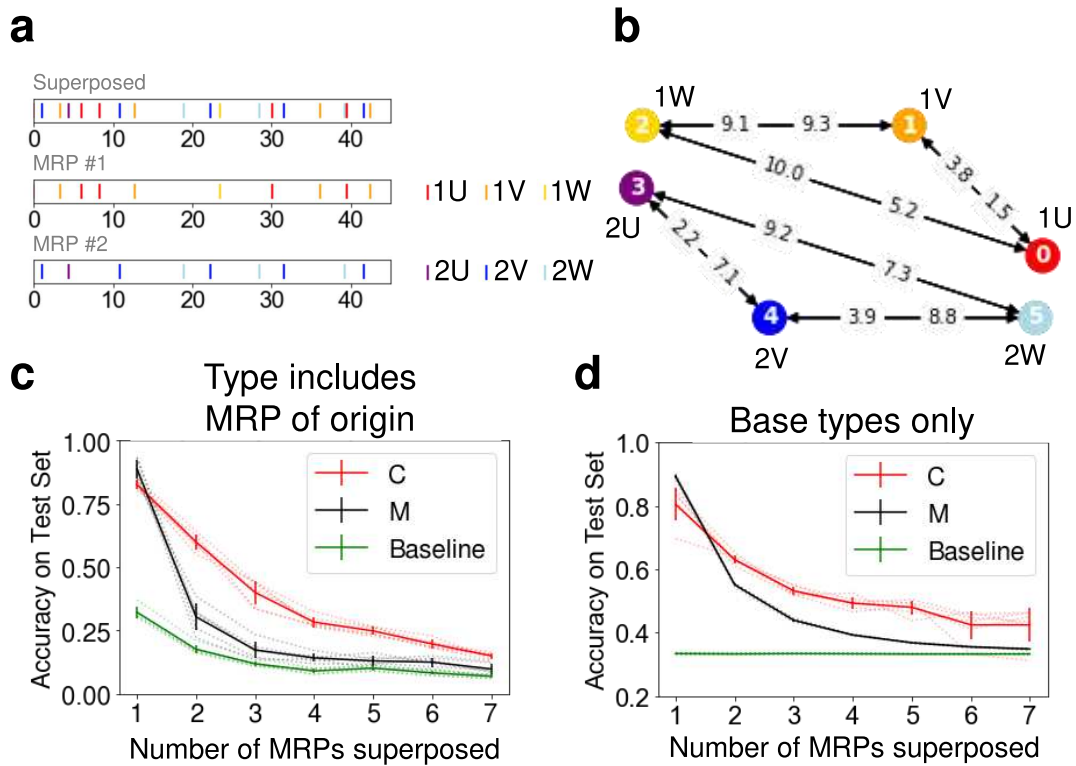 a
Superposed
0 10 20 30 40
MRP #1
0 10 20 30 40
1U 1V 1W
MRP #2
2U 2V 2W
0 10 20 30 40
b
1W
1V
2
9.1 9.3
1
10.0
3.8
1.5
3
5.2
1U
2U
9.2
0
2.2
7.1
7.3
4
3.9 8.8
5
2V
2W
c
Type includes
MRP of origin
1.00
0.75
0.50
0.25
0.00
Accuracy on Test Set
C
M
Baseline
1 2 3 4 5 6 7
Number of MRPs superposed
d
Base types only
1.0
0.8
0.6
0.4
0.2
Accuracy on Test Set
C
M
Baseline
1 2 3 4 5 6 7
Number of MRPs superposed